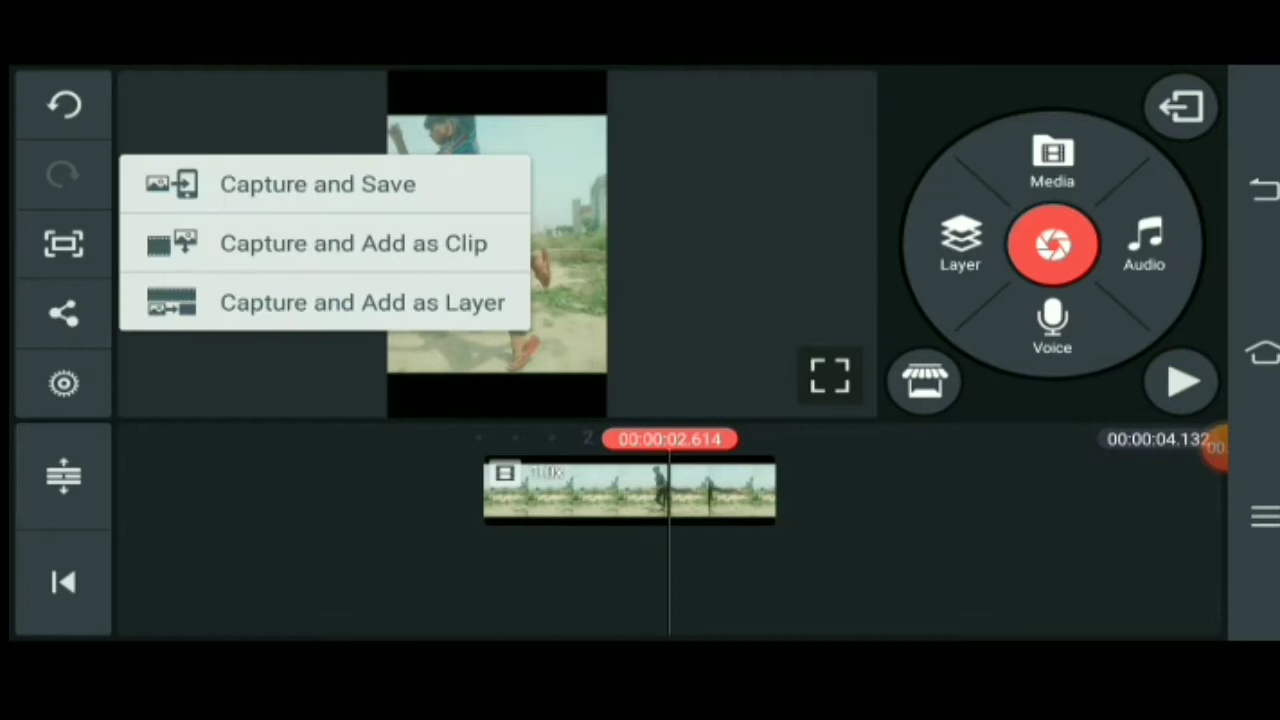 Capture and Save
Capture and Add as Clip
Capture and Add as Layer
Media
Layer
Audio
Voice
00:00:02.614
00:00:04.132
00.